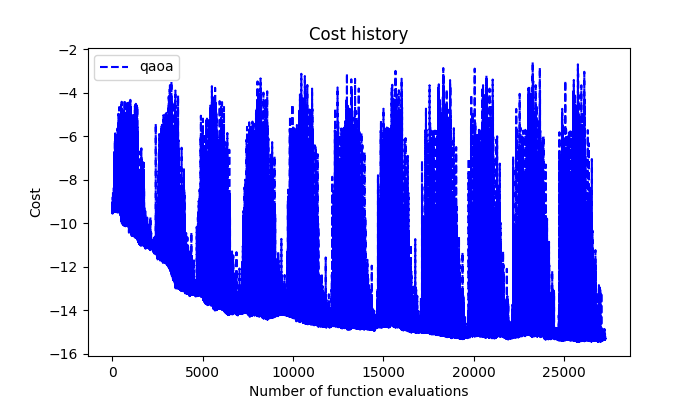 Cost history
qaoa
Cost
−2
−4
−6
−8
−10
−12
−14
−16
0 5000 10000 15000 20000 25000
Number of function evaluations